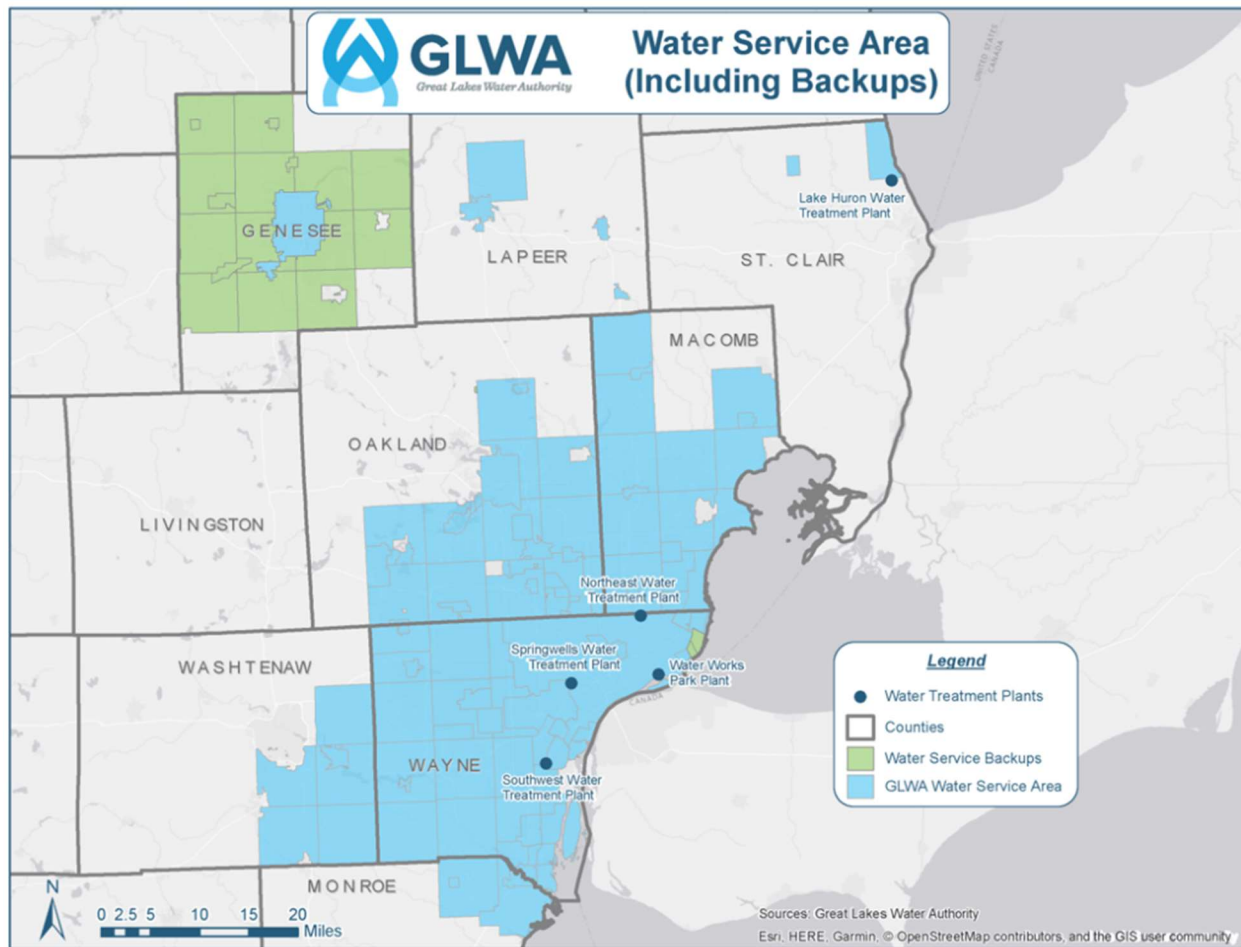 GLWA
Great Lakes Water Authority
Water Service Area
(Including Backups)
UNITED STATES
CANADA
Lake Huron Water
Treatment Plant
GENESEE
LAPEER
ST. CLAIR
MACOMB
OAKLAND
LIVINGSTON
Northeast Water
Treatment Plant
Springwells Water
Treatment Plant
WASHTENAW
Water Works
Park Plant
CANADA
WAYNE
Southwest Water
Treatment Plant
MONROE
Legend
Water Treatment Plants
Counties
Water Service Backups
GLWA Water Service Area
N
0 2.5 5 10 15 20
Miles
Sources: Great Lakes Water Authority
Esri, HERE, Garmin, © OpenStreetMap contributors, and the GIS user community